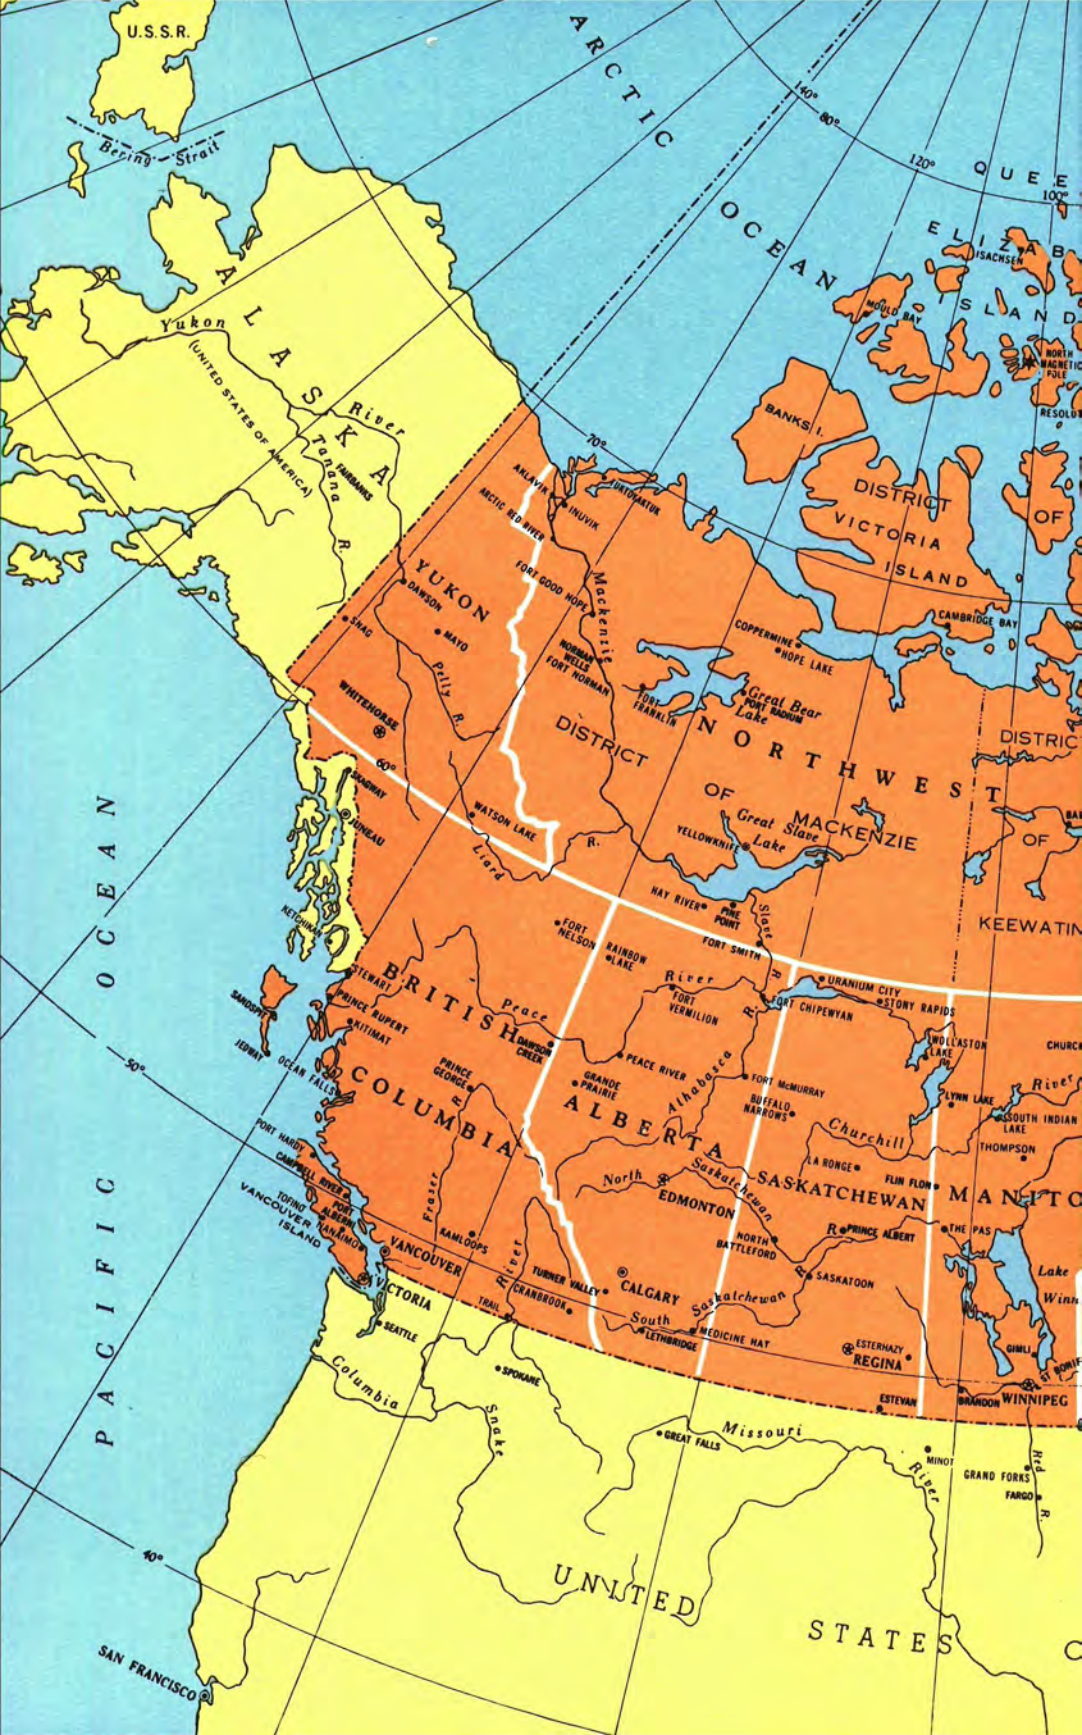 U.S.S.R.
Bering Strait
ARCTIC
OCEAN
140°
80°
120°
100°
QUEE
ELIZAB
ISLAND
ISACHSEN
MOULD BAY
NORTH
MAGNETIC
POLE
RESOLUT
BANKS I.
ALASKA
(UNITED STATES OF AMERICA)
Yukon
River
Tanana
R.
FAIRBANKS
70°
DISTRICT
OF
VICTORIA
ISLAND
CAMBRIDGE BAY
AKLAVIK
TUKTOYAKTUK
INUVIK
ARCTIC RED RIVER
FORT GOOD HOPE
Mackenzie
YUKON
DAWSON
MAYO
SNAG
Pelly R.
NORMAN
WELLS
FORT NORMAN
COPPERMINE
HOPE LAKE
FORT
FRANKLIN
Great Bear
Lake
PORT RADIUM
WHITEHORSE
60°
NORTHWEST
DISTRICT
OF
MACKENZIE
DISTRIC
OF
KEEWATIN
BA
SKAGWAY
JUNEAU
WATSON LAKE
Liard
R.
YELLOWKNIFE
Great Slave
Lake
HAY RIVER
PINE
POINT
Slave
R.
FORT SMITH
KETCHIKAN
STEWART
FORT
NELSON
RAINBOW
LAKE
River
FORT
VERMILION
FORT CHIPEWYAN
URANIUM CITY
STONY RAPIDS
SANDSPIT
JEDWAY
PRINCE RUPERT
KITIMAT
OCEAN FALLS
BRITISH
COLUMBIA
Peace
DAWSON
CREEK
PEACE RIVER
WOLLASTON
LAKE
R.
CHURCH
PRINCE
GEORGE
GRANDE
PRAIRIE
ALBERTA
Athabasca
R.
FORT McMURRAY
BUFFALO
NARROWS
LYNN LAKE
River
SOUTH INDIAN
LAKE
Churchill
THOMPSON
LA RONGE
FLIN FLON
50°
PORT HARDY
CAMPBELL RIVER
TOFINO
PORT
ALBERNI
NANAIMO
VANCOUVER
ISLAND
Fraser
R.
KAMLOOPS
North
Saskatchewan
EDMONTON
SASKATCHEWAN
MANITO
NORTH
BATTLEFORD
R.
PRINCE ALBERT
THE PAS
VANCOUVER
VICTORIA
River
TURNER VALLEY
CALGARY
CRANBROOK
TRAIL
South
Saskatchewan
R.
SASKATOON
Lake
Winn
LETHBRIDGE
MEDICINE HAT
ESTERHAZY
REGINA
GIMLI
ST BONIF
SEATTLE
SPOKANE
ESTEVAN
BRANDON
WINNIPEG
Columbia
Snake
GREAT FALLS
Missouri
River
MINOT
GRAND FORKS
FARGO
Red
R.
40°
SAN FRANCISCO
UNITED
STATES
PACIFIC
OCEAN